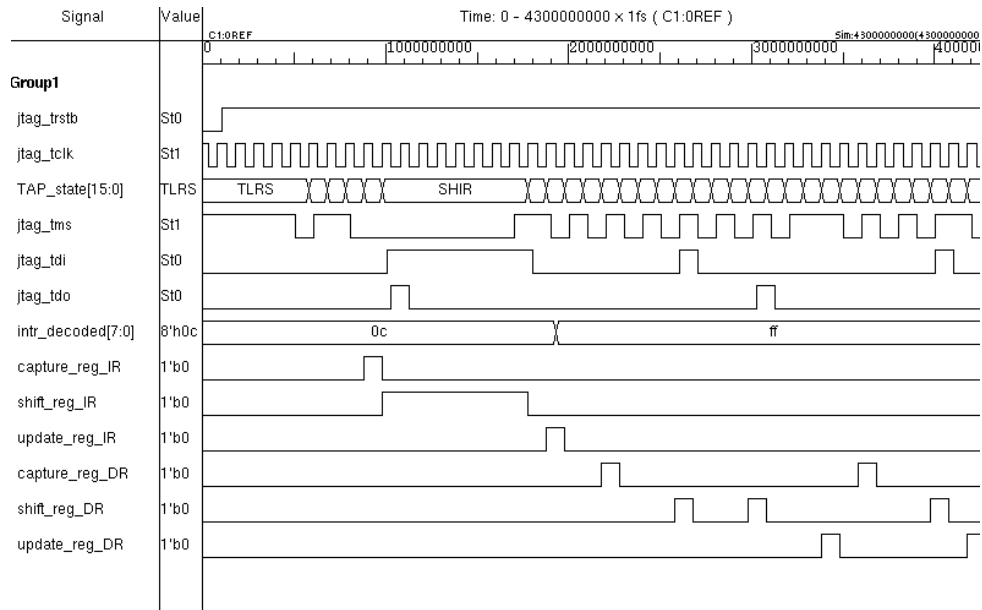 Signal Value Time: 0 – 4300000000 x 1fs ( C1:0REF )
C1:0REF Sim:4300000000(4300000000
0 1000000000 2000000000 3000000000 400000
Group1
jtag_trstb St0
jtag_tclk St1
TAP_state[15:0] TLRS TLRS SHIR
jtag_tms St1
jtag_tdi St0
jtag_tdo St0
intr_decoded[7:0] 8'h0c 0c ff
capture_reg_IR 1'b0
shift_reg_IR 1'b0
update_reg_IR 1'b0
capture_reg_DR 1'b0
shift_reg_DR 1'b0
update_reg_DR 1'b0